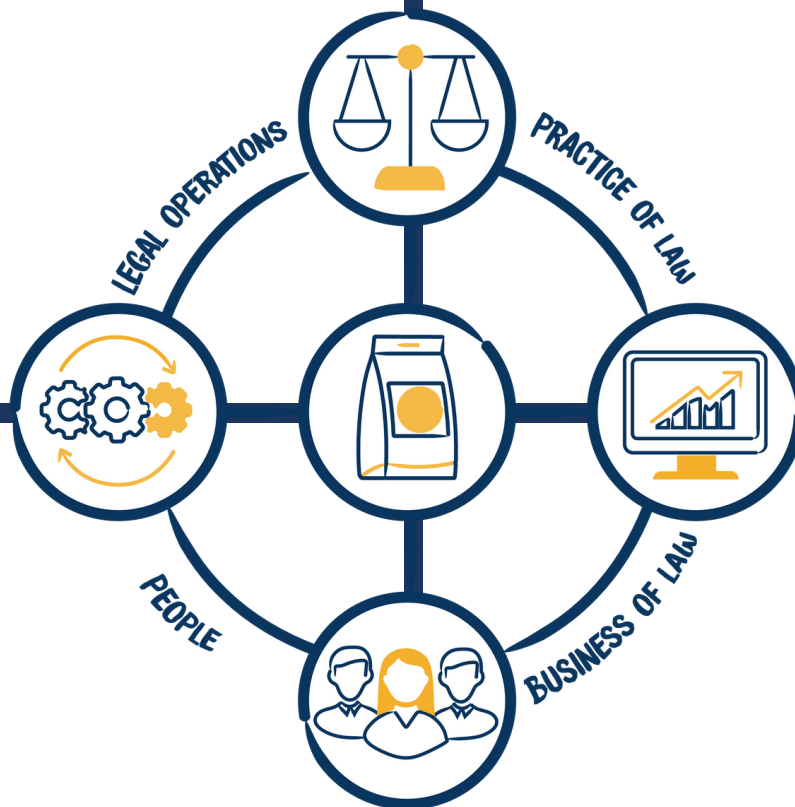 LEGAL OPERATIONS
PRACTICE OF LAW
PEOPLE
BUSINESS OF LAW